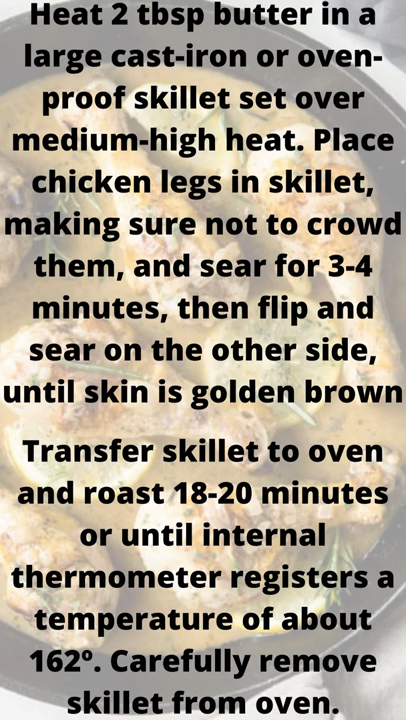 Heat 2 tbsp butter in a
large cast-iron or oven-
proof skillet set over
medium-high heat. Place
chicken legs in skillet,
making sure not to crowd
them, and sear for 3-4
minutes, then flip and
sear on the other side,
until skin is golden brown
Transfer skillet to oven
and roast 18-20 minutes
or until internal
thermometer registers a
temperature of about
162º. Carefully remove
skillet from oven.